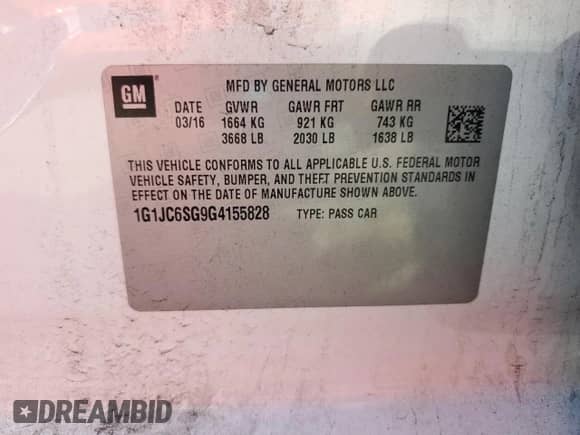 GM
MFD BY GENERAL MOTORS LLC
DATE GVWR GAWR FRT GAWR RR
03/16 1664 KG 921 KG 743 KG
3668 LB 2030 LB 1638 LB
THIS VEHICLE CONFORMS TO ALL APPLICABLE U.S. FEDERAL MOTOR
VEHICLE SAFETY, BUMPER, AND THEFT PREVENTION STANDARDS IN
EFFECT ON THE DATE OF MANUFACTURE SHOWN ABOVE.
1G1JC6SG9G4155828 TYPE: PASS CAR
DREAMBID